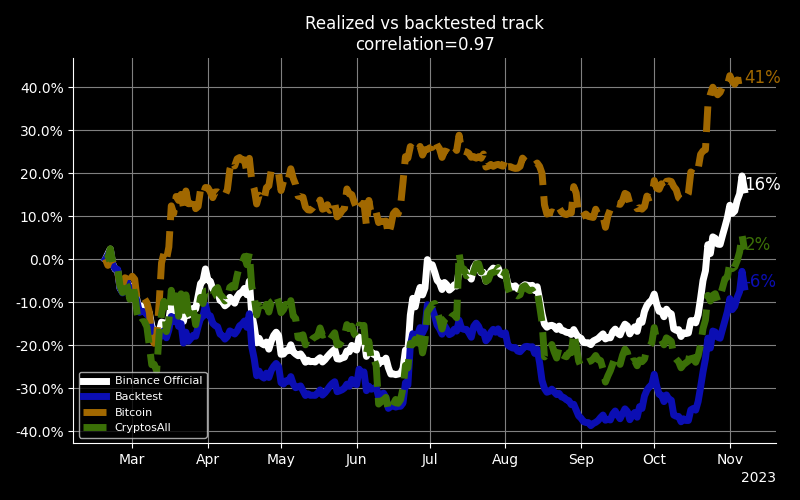 Realized vs backtested track
correlation=0.97
40.0%
30.0%
20.0%
10.0%
0.0%
-10.0%
-20.0%
-30.0%
-40.0%
41%
16%
2%
-6%
Binance Official
Backtest
Bitcoin
CryptosAll
Mar
Apr
May
Jun
Jul
Aug
Sep
Oct
Nov
2023